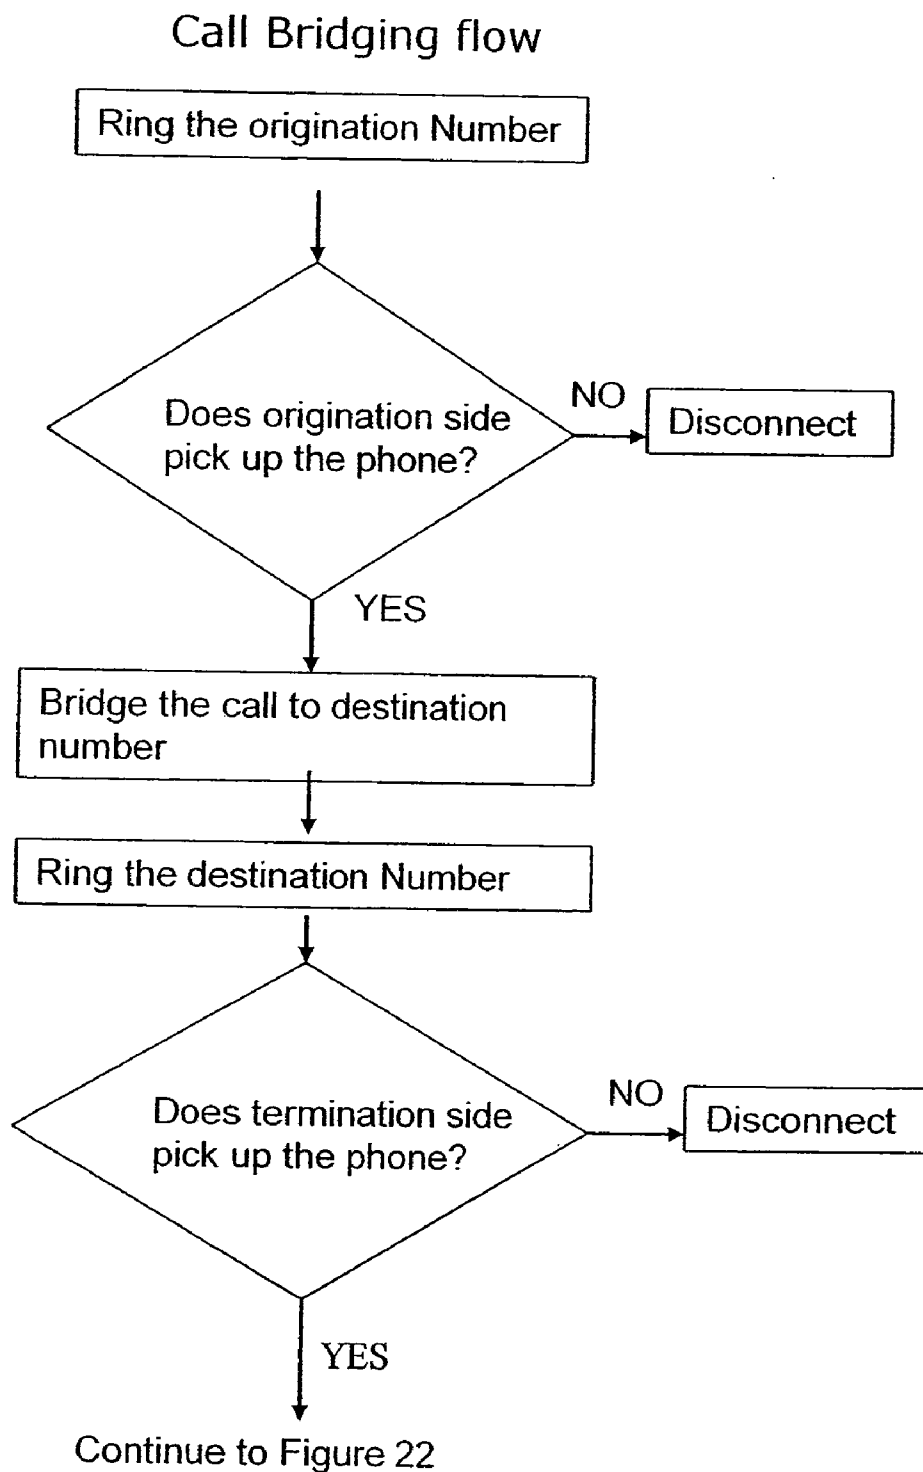 Call Bridging flow
Ring the origination Number
Does origination side
pick up the phone?
NO
Disconnect
YES
Bridge the call to destination
number
Ring the destination Number
Does termination side
pick up the phone?
NO
Disconnect
YES
Continue to Figure 22